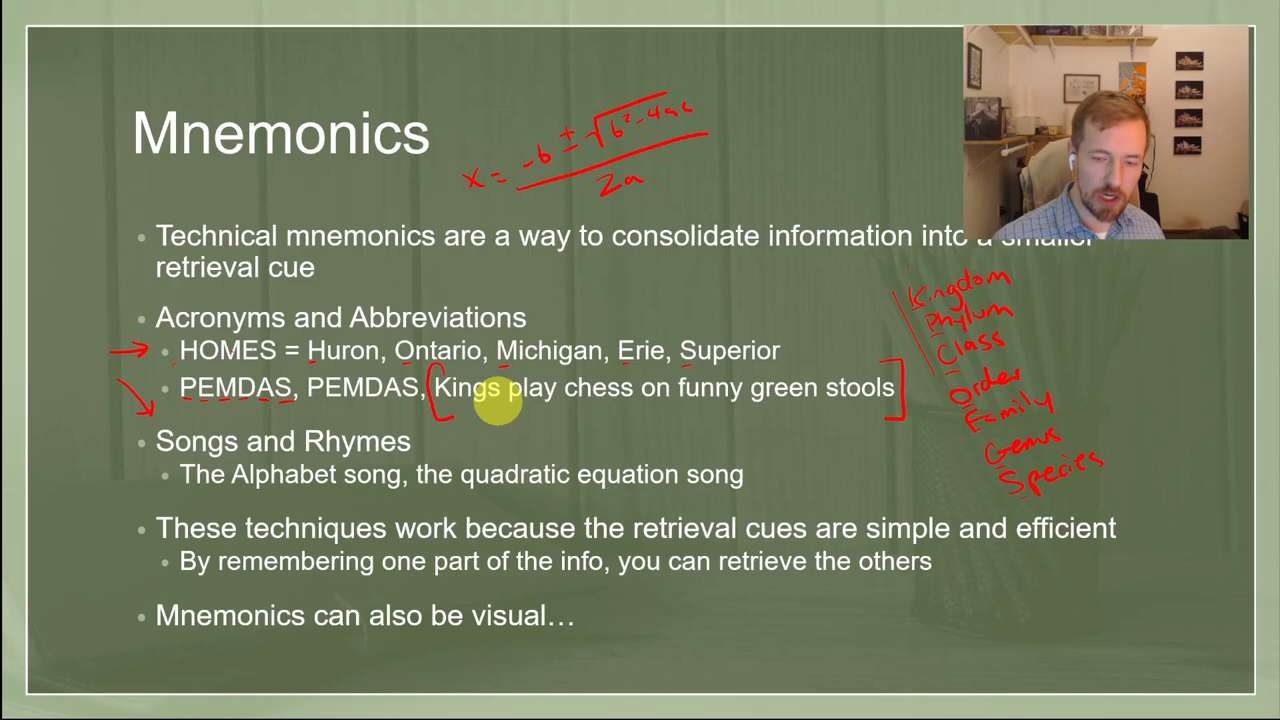 Mnemonics
x = -b ± √b² - 4ac
2a
Technical mnemonics are a way to consolidate information into a smaller
retrieval cue
Acronyms and Abbreviations
HOMES = Huron, Ontario, Michigan, Erie, Superior
PEMDAS, PEMDAS, Kings play chess on funny green stools
Songs and Rhymes
The Alphabet song, the quadratic equation song
These techniques work because the retrieval cues are simple and efficient
By remembering one part of the info, you can retrieve the others
Mnemonics can also be visual…
Kingdom
Phylum
Class
Order
Family
Genus
Species